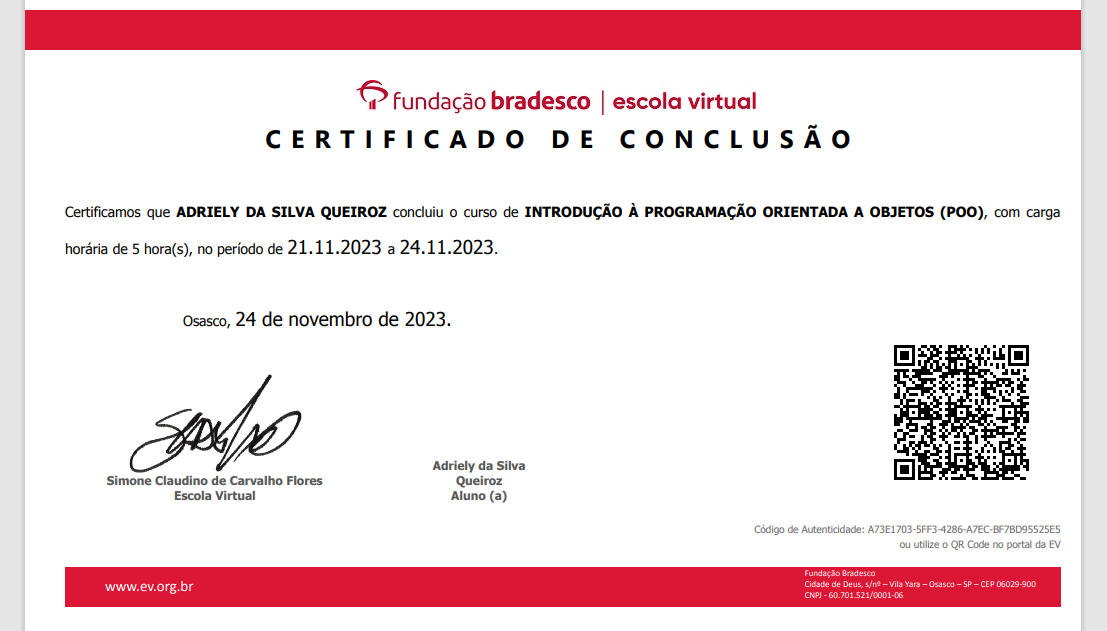 fundação bradesco | escola virtual
CERTIFICADO DE CONCLUSÃO
Certificamos que ADRIELY DA SILVA QUEIROZ concluiu o curso de INTRODUÇÃO À PROGRAMAÇÃO ORIENTADA A OBJETOS (POO), com carga
horária de 5 hora(s), no período de 21.11.2023 a 24.11.2023.
Osasco, 24 de novembro de 2023.
Simone Claudino de Carvalho Flores
Escola Virtual
Adriely da Silva
Queiroz
Aluno (a)
Código de Autenticidade: A73E1703-5FF3-4286-A7EC-BF7BD95525E5
ou utilize o QR Code no portal da EV
www.ev.org.br
Fundação Bradesco
Cidade de Deus, s/nº – Vila Yara – Osasco – SP – CEP 06029-900
CNPJ - 60.701.521/0001-06